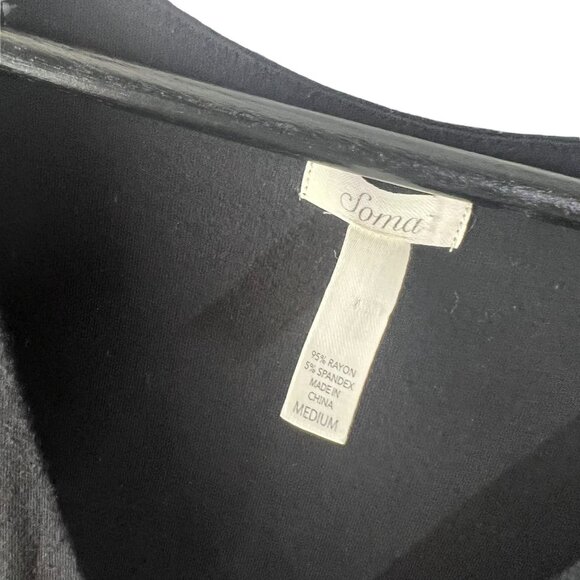 Soma
95% RAYON
5% SPANDEX
MADE IN
CHINA
MEDIUM